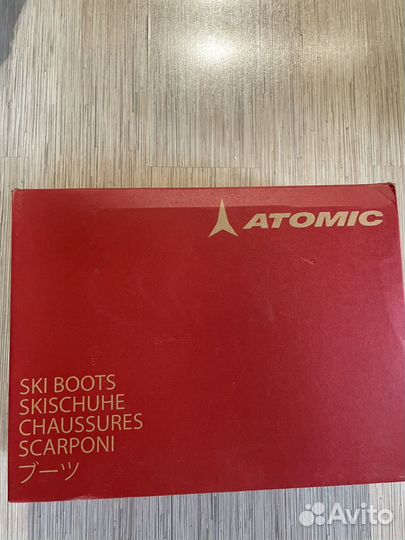 ATOMIC
SKI BOOTS
SKISCHUHE
CHAUSSURES
SCARPONI
ブーツ
Avito